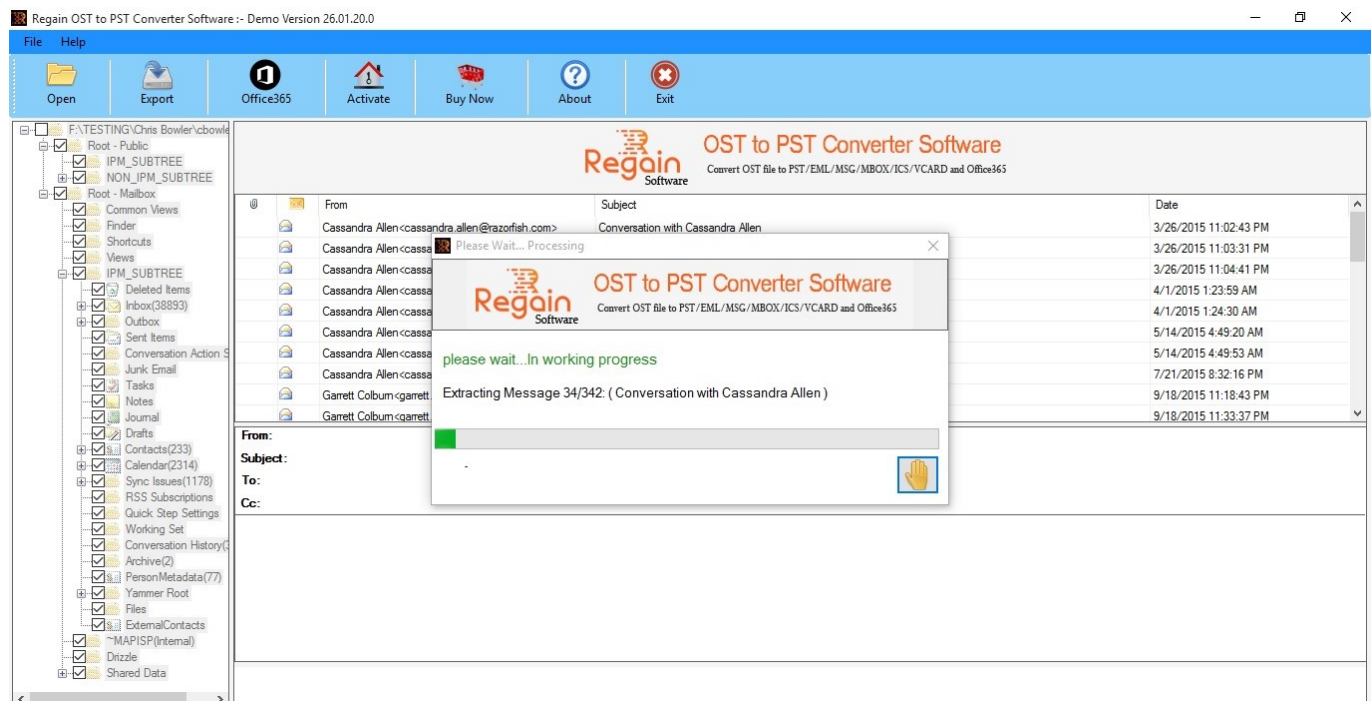 Regain OST to PST Converter Software :- Demo Version 26.01.20.0
File Help
Open Export Office365 Activate Buy Now About Exit
F:\TESTING\Chris Bowler\cbowle
Root - Public
IPM_SUBTREE
NON_IPM_SUBTREE
Root - Mailbox
Common Views
Finder
Shortcuts
Views
IPM_SUBTREE
Deleted Items
Inbox(38893)
Outbox
Sent Items
Conversation Action S
Junk Email
Tasks
Notes
Journal
Drafts
Contacts(233)
Calendar(2314)
Sync Issues(1178)
RSS Subscriptions
Quick Step Settings
Working Set
Conversation History(
Archive(2)
PersonMetadata(77)
Yammer Root
Files
ExternalContacts
~MAPISP(Internal)
Drizzle
Shared Data
Regain Software
OST to PST Converter Software
Convert OST file to PST/EML/MSG/MBOX/ICS/VCARD and Office365
From Subject Date
Cassandra Allen<cassandra.allen@razorfish.com> Conversation with Cassandra Allen 3/26/2015 11:02:43 PM
Cassandra Allen<cassa 3/26/2015 11:03:31 PM
Cassandra Allen<cassa 3/26/2015 11:04:41 PM
Cassandra Allen<cassa 4/1/2015 1:23:59 AM
Cassandra Allen<cassa 4/1/2015 1:24:30 AM
Cassandra Allen<cassa 5/14/2015 4:49:20 AM
Cassandra Allen<cassa 5/14/2015 4:49:53 AM
Cassandra Allen<cassa 7/21/2015 8:32:16 PM
Garrett Colburn<garrett. 9/18/2015 11:18:43 PM
Garrett Colburn<garrett. 9/18/2015 11:33:37 PM
From:
Subject:
To:
Cc:
Please Wait... Processing
Regain Software
OST to PST Converter Software
Convert OST file to PST/EML/MSG/MBOX/ICS/VCARD and Office365
please wait...In working progress
Extracting Message 34/342: ( Conversation with Cassandra Allen )
-